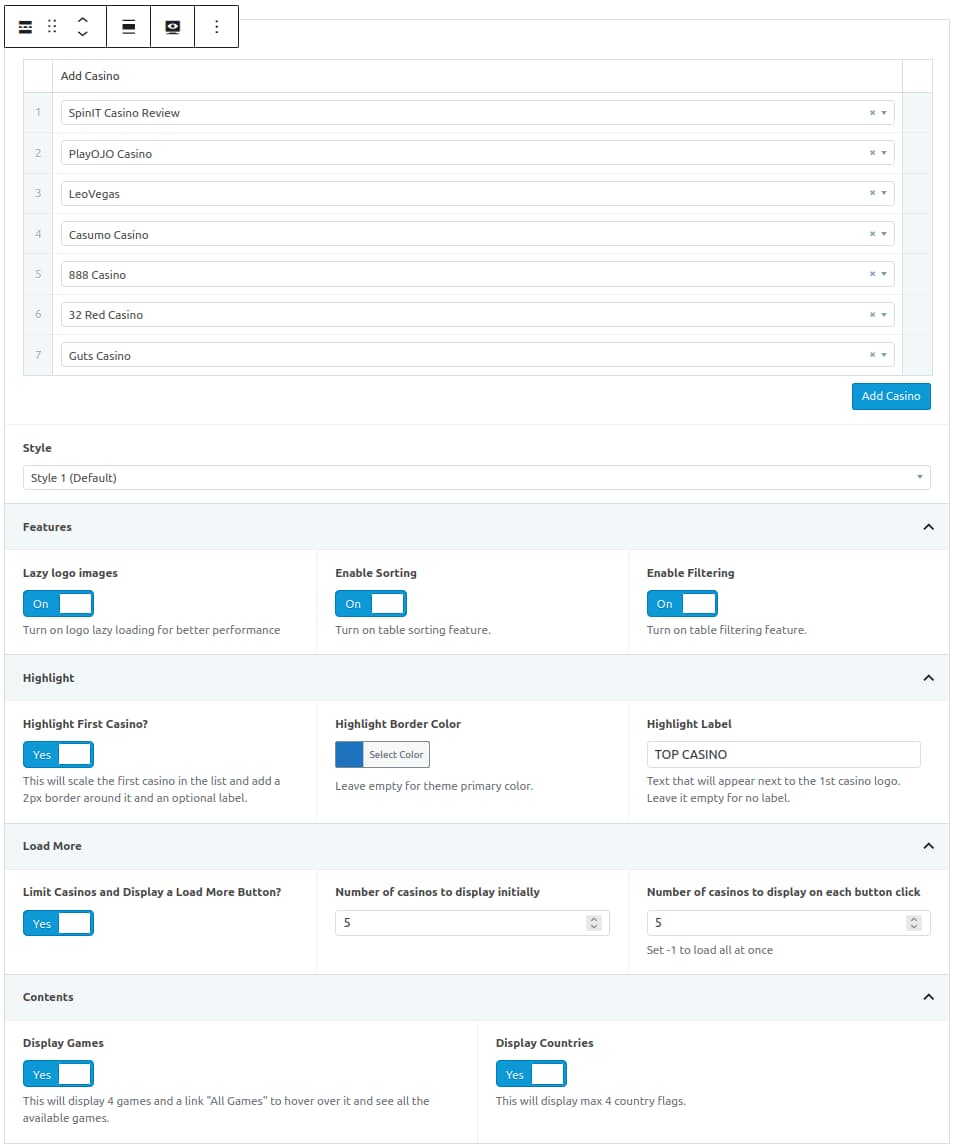 Add Casino
1 SpinIT Casino Review
2 PlayOJO Casino
3 LeoVegas
4 Casumo Casino
5 888 Casino
6 32 Red Casino
7 Guts Casino
Add Casino
Style
Style 1 (Default)
Features
Lazy logo images Enable Sorting Enable Filtering
On On On
Turn on logo lazy loading for better performance Turn on table sorting feature. Turn on table filtering feature.
Highlight
Highlight First Casino? Highlight Border Color Highlight Label
Yes Select Color TOP CASINO
This will scale the first casino in the list and add a
2px border around it and an optional label.
Leave empty for theme primary color.
Text that will appear next to the 1st casino logo.
Leave it empty for no label.
Load More
Limit Casinos and Display a Load More Button? Number of casinos to display initially Number of casinos to display on each button click
Yes 5 5
Set -1 to load all at once
Contents
Display Games Display Countries
Yes Yes
This will display 4 games and a link "All Games" to hover over it and see all the
available games.
This will display max 4 country flags.